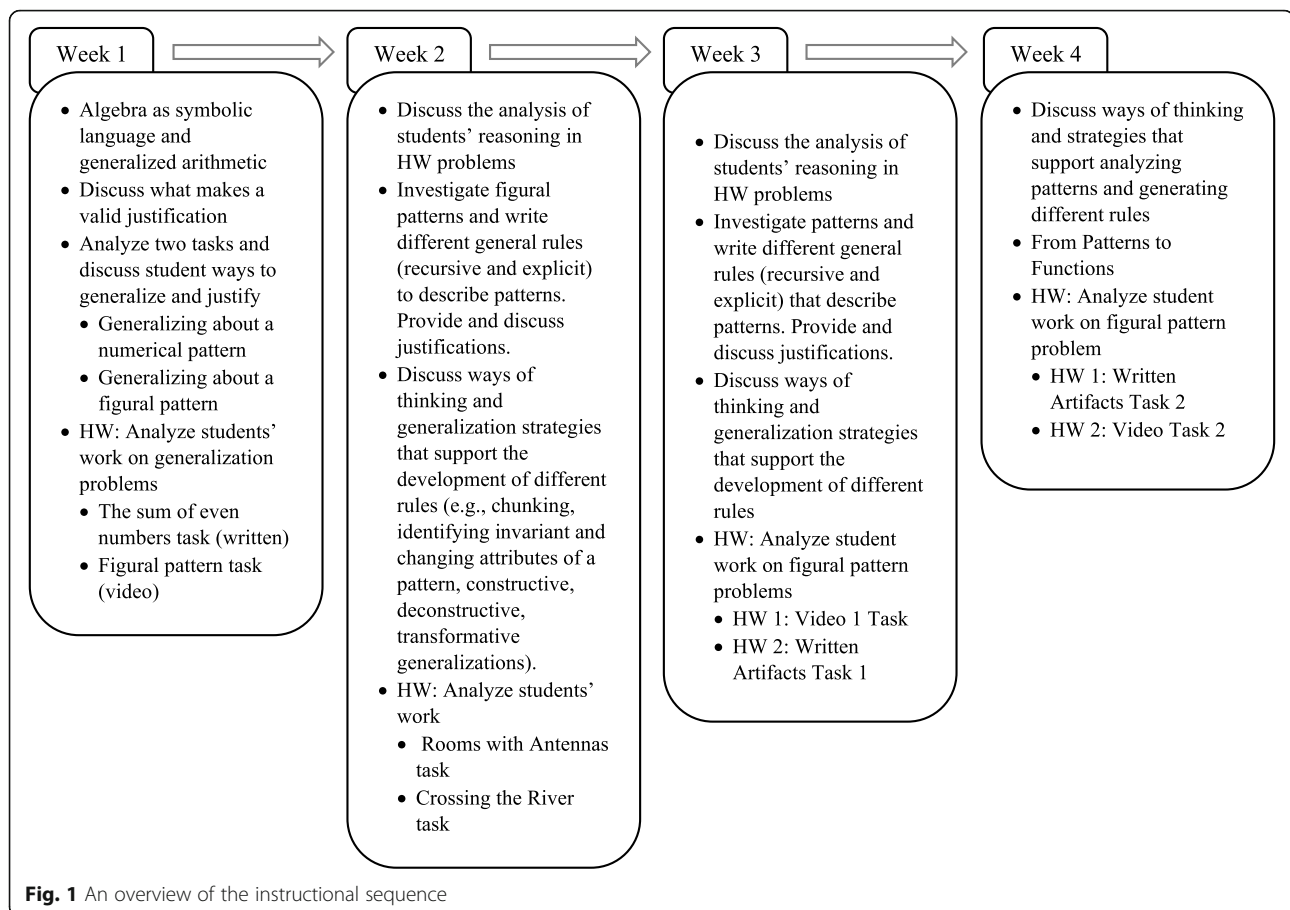 Week 1
• Algebra as symbolic
language and
generalized arithmetic
• Discuss what makes a
valid justification
• Analyze two tasks and
discuss student ways to
generalize and justify
• Generalizing about a
numerical pattern
• Generalizing about a
figural pattern
• HW: Analyze students'
work on generalization
problems
• The sum of even
numbers task (written)
• Figural pattern task
(video)
Week 2
• Discuss the analysis of
students' reasoning in
HW problems
• Investigate figural
patterns and write
different general rules
(recursive and explicit)
to describe patterns.
Provide and discuss
justifications.
• Discuss ways of
thinking and
generalization strategies
that support the
development of different
rules (e.g., chunking,
identifying invariant and
changing attributes of a
pattern, constructive,
deconstructive,
transformative
generalizations).
• HW: Analyze students'
work
• Rooms with Antennas
task
• Crossing the River
task
Week 3
• Discuss the analysis of
students' reasoning in
HW problems
• Investigate patterns and
write different general
rules (recursive and
explicit) that describe
patterns. Provide and
discuss justifications.
• Discuss ways of
thinking and
generalization strategies
that support the
development of different
rules
• HW: Analyze student
work on figural pattern
problems
• HW 1: Video 1 Task
• HW 2: Written
Artifacts Task 1
Week 4
• Discuss ways of thinking
and strategies that
support analyzing
patterns and generating
different rules
• From Patterns to
Functions
• HW: Analyze student
work on figural pattern
problem
• HW 1: Written
Artifacts Task 2
• HW 2: Video Task 2
Fig. 1 An overview of the instructional sequence